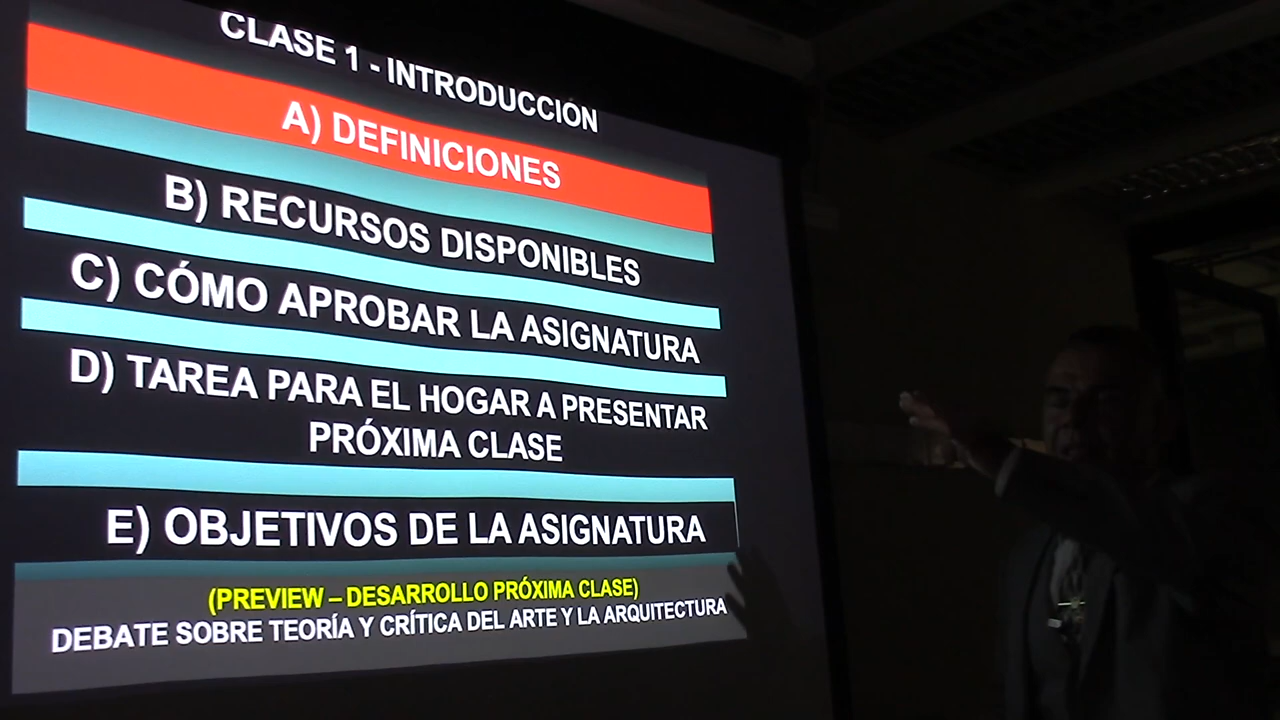 CLASE 1 - INTRODUCCIÓN
A) DEFINICIONES
B) RECURSOS DISPONIBLES
C) CÓMO APROBAR LA ASIGNATURA
D) TAREA PARA EL HOGAR A PRESENTAR
PRÓXIMA CLASE
E) OBJETIVOS DE LA ASIGNATURA
(PREVIEW – DESARROLLO PRÓXIMA CLASE)
DEBATE SOBRE TEORÍA Y CRÍTICA DEL ARTE Y LA ARQUITECTURA